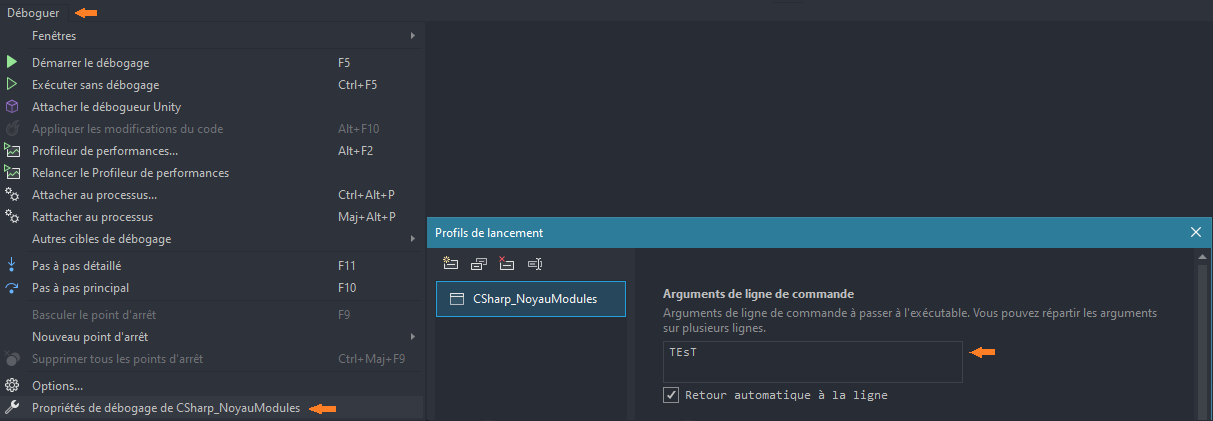 Déboguer
Fenêtres
Démarrer le débogage F5
Exécuter sans débogage Ctrl+F5
Attacher le débogueur Unity
Appliquer les modifications du code Alt+F10
Profileur de performances... Alt+F2
Relancer le Profileur de performances
Attacher au processus... Ctrl+Alt+P
Rattacher au processus Maj+Alt+P
Autres cibles de débogage
Pas à pas détaillé F11
Pas à pas principal F10
Basculer le point d'arrêt F9
Nouveau point d'arrêt
Supprimer tous les points d'arrêt Ctrl+Maj+F9
Options...
Propriétés de débogage de CSharp_NoyauModules
Profils de lancement
CSharp_NoyauModules
Arguments de ligne de commande
Arguments de ligne de commande à passer à l'exécutable. Vous pouvez répartir les arguments
sur plusieurs lignes.
TEsT
Retour automatique à la ligne